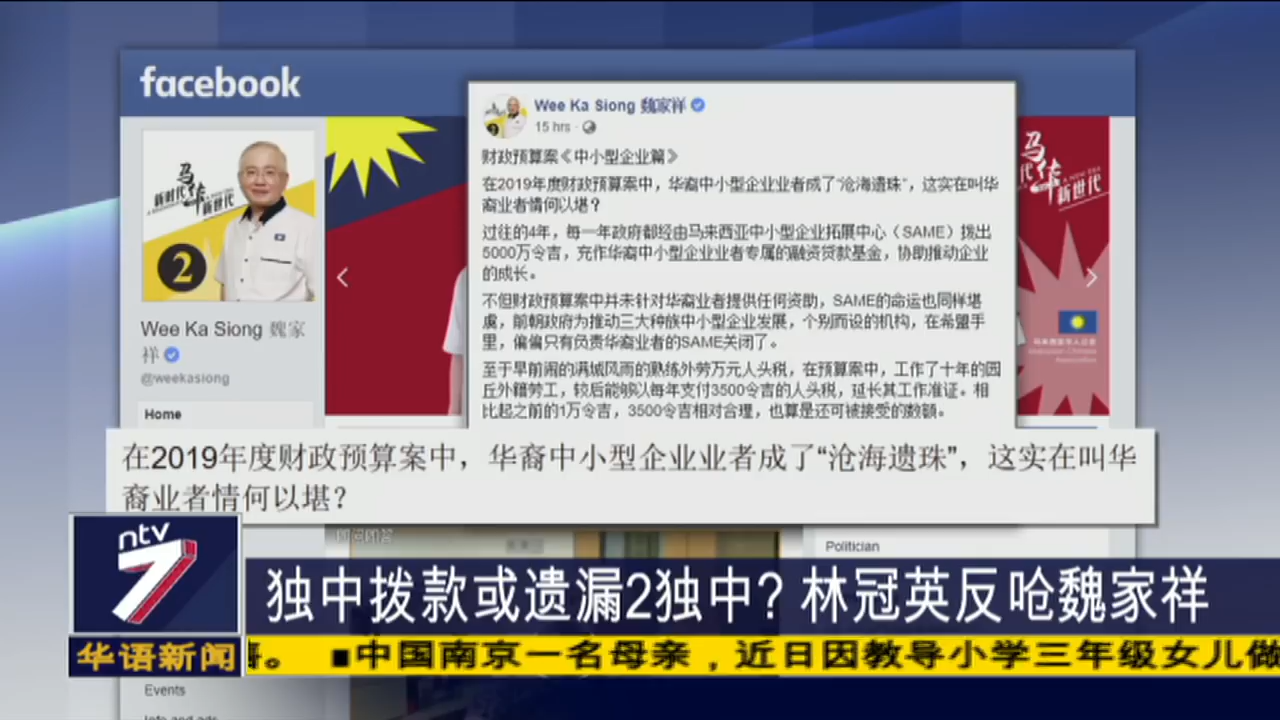 facebook
Wee Ka Siong 魏家祥
15 hrs
财政预算案《中小型企业篇》
在2019年度财政预算案中，华裔中小型企业业者成了“沧海遗珠”，这实在叫华
裔业者情何以堪？
过往的4年，每一年政府都经由马来西亚中小型企业拓展中心（SAME）拨出
5000万令吉，充作华裔中小型企业业者专属的融资贷款基金，协助推动企业
的成长。
不但财政预算案中并未针对华裔业者提供任何资助，SAME的命运也同样堪
虞，前朝政府为推动三大种族中小型企业发展，个别而设的机构，在希盟手
里，偏偏只有负责华裔业者的SAME关闭了。
至于早前闹的满城风雨的熟练外劳万元人头税，在预算案中，工作了十年的园
丘外籍劳工，较后能够以每年支付3500令吉的人头税，延长其工作准证。相
比起之前的1万令吉，3500令吉相对合理，也算是还可被接受的数额。
新时代
马华
新世代
2
Wee Ka Siong 魏家
祥
@weekasiong
Home
马华
新世代
在2019年度财政预算案中，华裔中小型企业业者成了“沧海遗珠”，这实在叫华
裔业者情何以堪？
Politician
ntv
7
独中拨款或遗漏2独中？林冠英反呛魏家祥
华语新闻
。 ■中国南京一名母亲，近日因教导小学三年级女儿做
Events
Info and ads